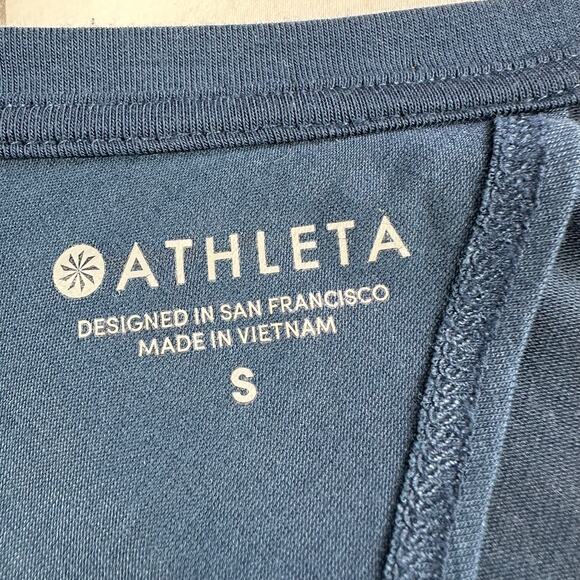 ATHLETA
DESIGNED IN SAN FRANCISCO
MADE IN VIETNAM
S